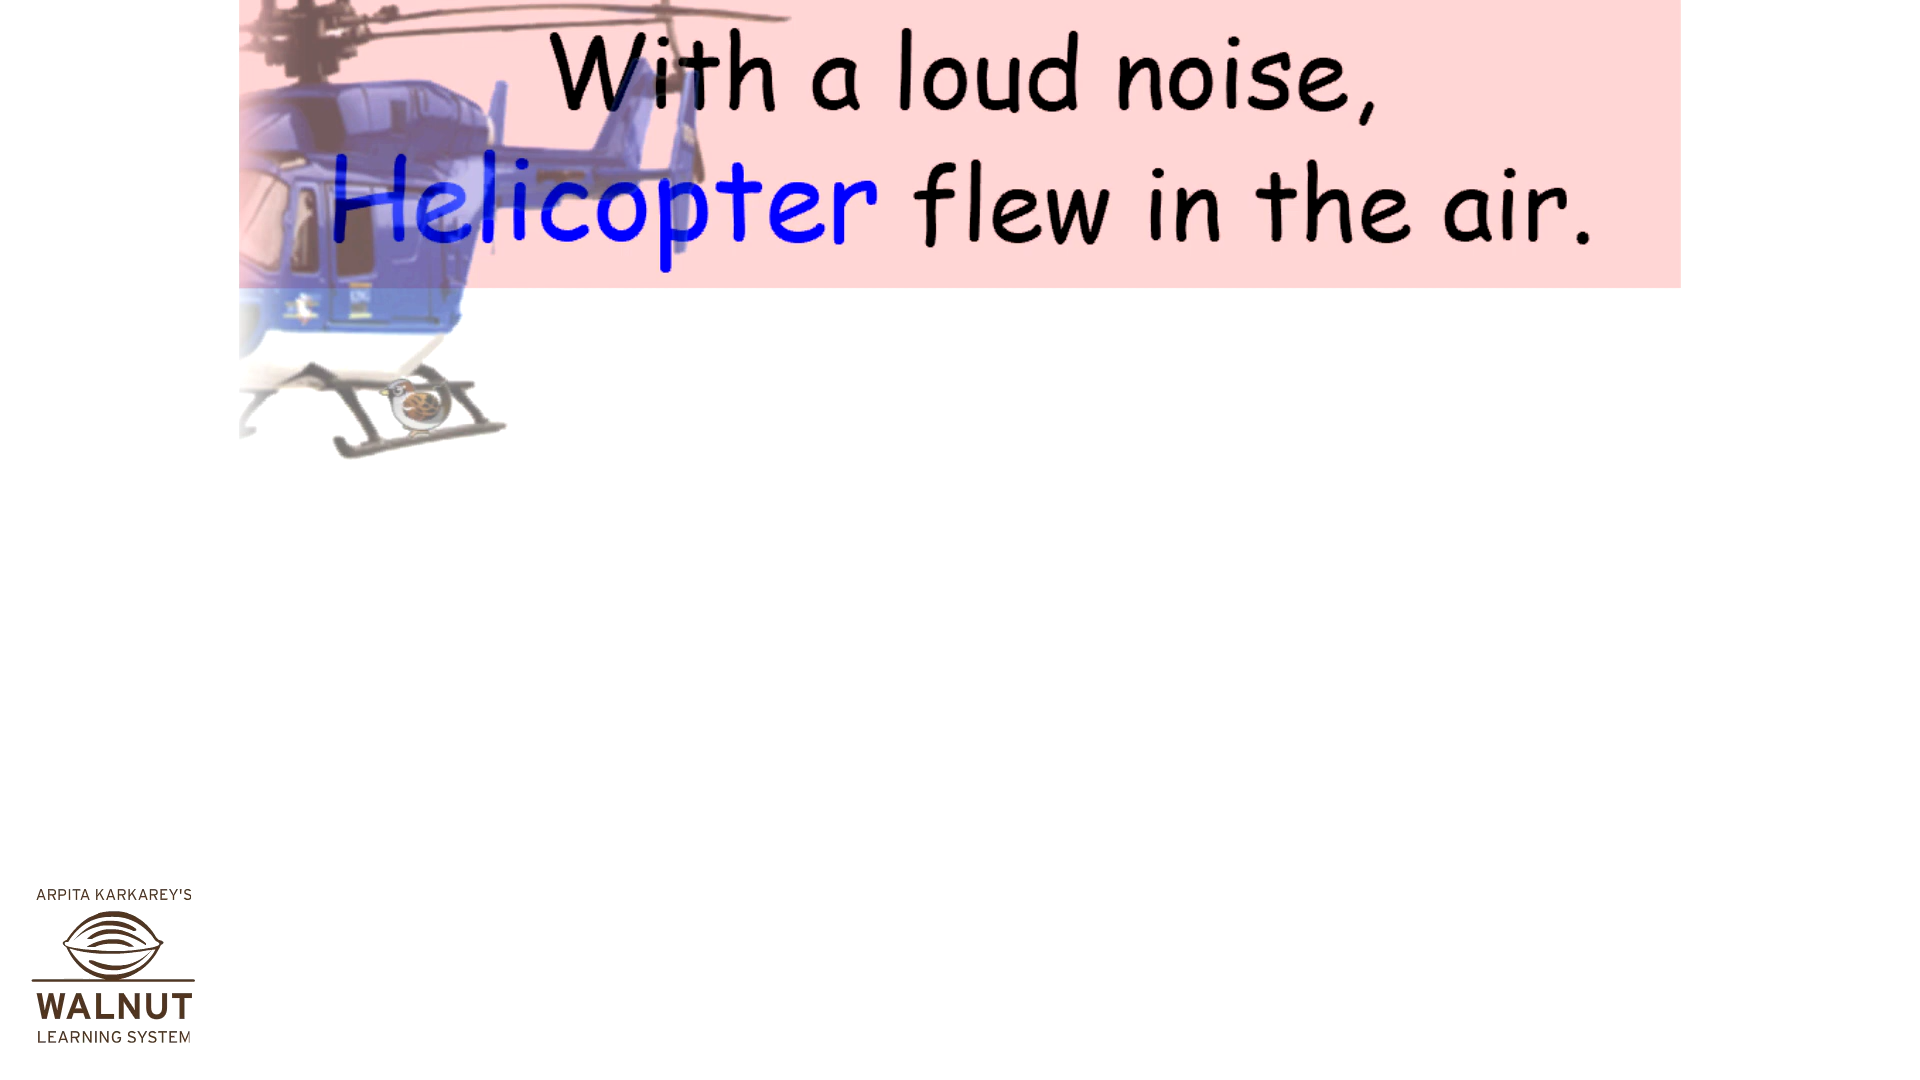 With a loud noise,
Helicopter flew in the air.
ARPITA KARKAREY'S
WALNUT
LEARNING SYSTEM